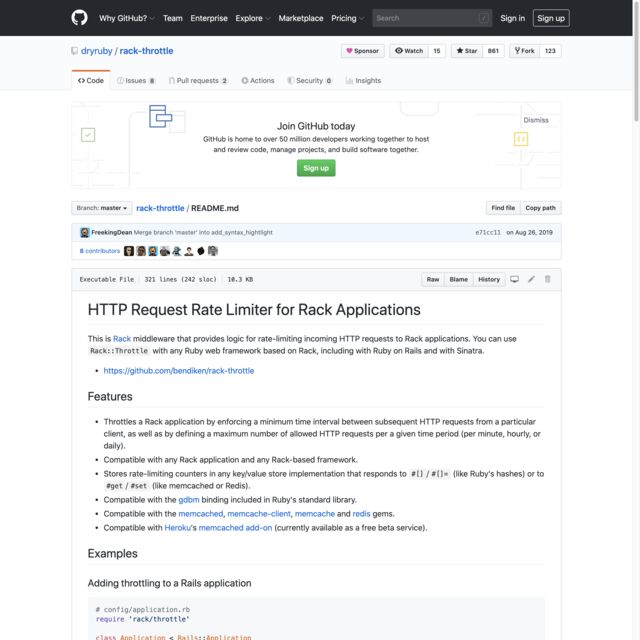 Why GitHub? Team Enterprise Explore Marketplace Pricing Search / Sign in Sign up
dryruby / rack-throttle Sponsor Watch 15 Star 861 Fork 123
Code Issues 8 Pull requests 2 Actions Security 0 Insights
Dismiss
Join GitHub today
GitHub is home to over 50 million developers working together to host
and review code, manage projects, and build software together.
Sign up
Branch: master rack-throttle / README.md Find file Copy path
FreekingDean Merge branch 'master' into add_syntax_hightlight e71cc11 on Aug 26, 2019
8 contributors
Executable File 321 lines (242 sloc) 10.3 KB Raw Blame History
HTTP Request Rate Limiter for Rack Applications
This is Rack middleware that provides logic for rate-limiting incoming HTTP requests to Rack applications. You can use
Rack::Throttle with any Ruby web framework based on Rack, including with Ruby on Rails and with Sinatra.
• https://github.com/bendiken/rack-throttle
Features
• Throttles a Rack application by enforcing a minimum time interval between subsequent HTTP requests from a particular
client, as well as by defining a maximum number of allowed HTTP requests per a given time period (per minute, hourly, or
daily).
• Compatible with any Rack application and any Rack-based framework.
• Stores rate-limiting counters in any key/value store implementation that responds to #[] / #[]= (like Ruby's hashes) or to
#get / #set (like memcached or Redis).
• Compatible with the gdbm binding included in Ruby's standard library.
• Compatible with the memcached, memcache-client, memcache and redis gems.
• Compatible with Heroku's memcached add-on (currently available as a free beta service).
Examples
Adding throttling to a Rails application
# config/application.rb
require 'rack/throttle'
class Application < Rails::Application